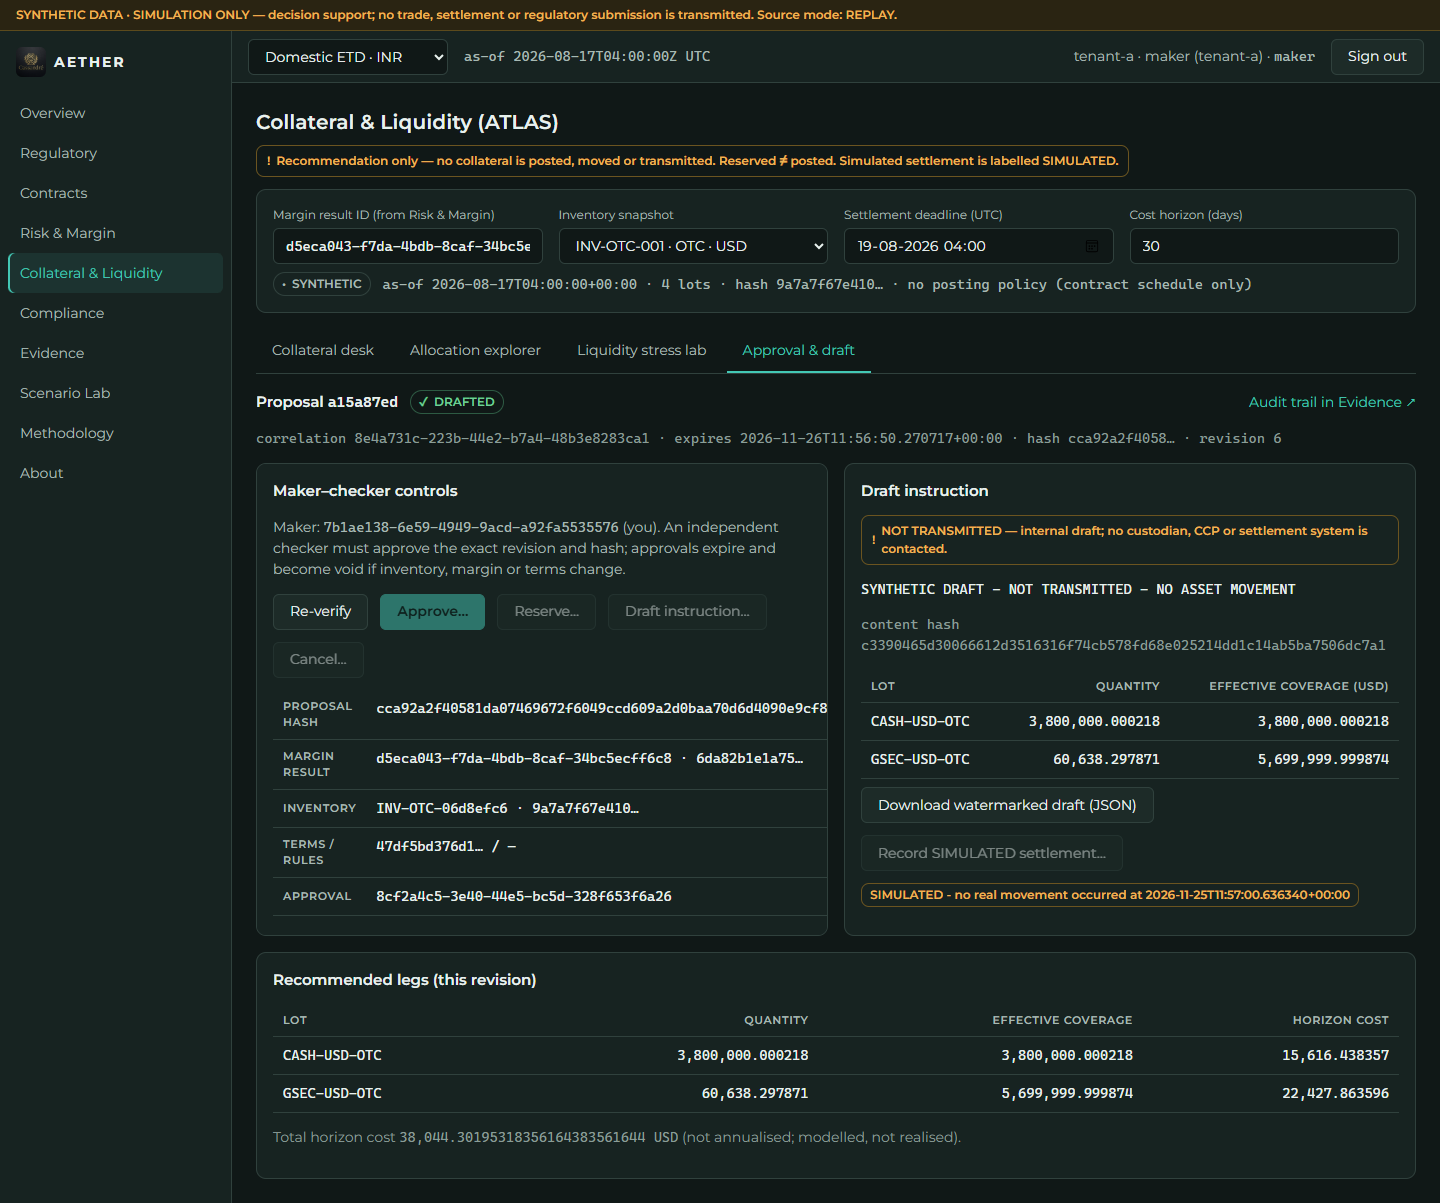 SYNTHETIC DATA · SIMULATION ONLY — decision support; no trade, settlement or regulatory submission is transmitted. Source mode: REPLAY.
AETHER
Domestic ETD · INR
as-of 2026-08-17T04:00:00Z UTC
tenant-a · maker (tenant-a) · maker
Sign out
Overview
Regulatory
Contracts
Risk & Margin
Collateral & Liquidity
Compliance
Evidence
Scenario Lab
Methodology
About
Collateral & Liquidity (ATLAS)
! Recommendation only — no collateral is posted, moved or transmitted. Reserved ≠ posted. Simulated settlement is labelled SIMULATED.
Margin result ID (from Risk & Margin)
Inventory snapshot
Settlement deadline (UTC)
Cost horizon (days)
d5eca043-f7da-4bdb-8caf-34bc5e
INV-OTC-001 · OTC · USD
19-08-2026 04:00
30
• SYNTHETIC as-of 2026-08-17T04:00:00+00:00 · 4 lots · hash 9a7a7f67e410… · no posting policy (contract schedule only)
Collateral desk
Allocation explorer
Liquidity stress lab
Approval & draft
Proposal a15a87ed ✓ DRAFTED
Audit trail in Evidence ↗
correlation 8e4a731c-223b-44e2-b7a4-48b3e8283ca1 · expires 2026-11-26T11:56:50.270717+00:00 · hash cca92a2f4058… · revision 6
Maker–checker controls
Maker: 7b1ae138-6e59-4949-9acd-a92fa5535576 (you). An independent
checker must approve the exact revision and hash; approvals expire and
become void if inventory, margin or terms change.
Re-verify
Approve…
Reserve…
Draft instruction…
Cancel…
PROPOSAL HASH cca92a2f40581da07469672f6049ccd609a2d0baa70d6d4090e9cf8
MARGIN RESULT d5eca043-f7da-4bdb-8caf-34bc5ecff6c8 · 6da82b1e1a75…
INVENTORY INV-OTC-06d8efc6 · 9a7a7f67e410…
TERMS / RULES 47df5bd376d1… / —
APPROVAL 8cf2a4c5-3e40-44e5-bc5d-328f653f6a26
Draft instruction
! NOT TRANSMITTED — internal draft; no custodian, CCP or settlement system is
contacted.
SYNTHETIC DRAFT — NOT TRANSMITTED — NO ASSET MOVEMENT
content hash
c3390465d30066612d3516316f74cb578fd68e025214dd1c14ab5ba7506dc7a1
LOT QUANTITY EFFECTIVE COVERAGE (USD)
CASH-USD-OTC 3,800,000.000218 3,800,000.000218
GSEC-USD-OTC 60,638.297871 5,699,999.999874
Download watermarked draft (JSON)
Record SIMULATED settlement…
SIMULATED - no real movement occurred at 2026-11-25T11:57:00.636340+00:00
Recommended legs (this revision)
LOT QUANTITY EFFECTIVE COVERAGE HORIZON COST
CASH-USD-OTC 3,800,000.000218 3,800,000.000218 15,616.438357
GSEC-USD-OTC 60,638.297871 5,699,999.999874 22,427.863596
Total horizon cost 38,044.30195318356164383561644 USD (not annualised; modelled, not realised).